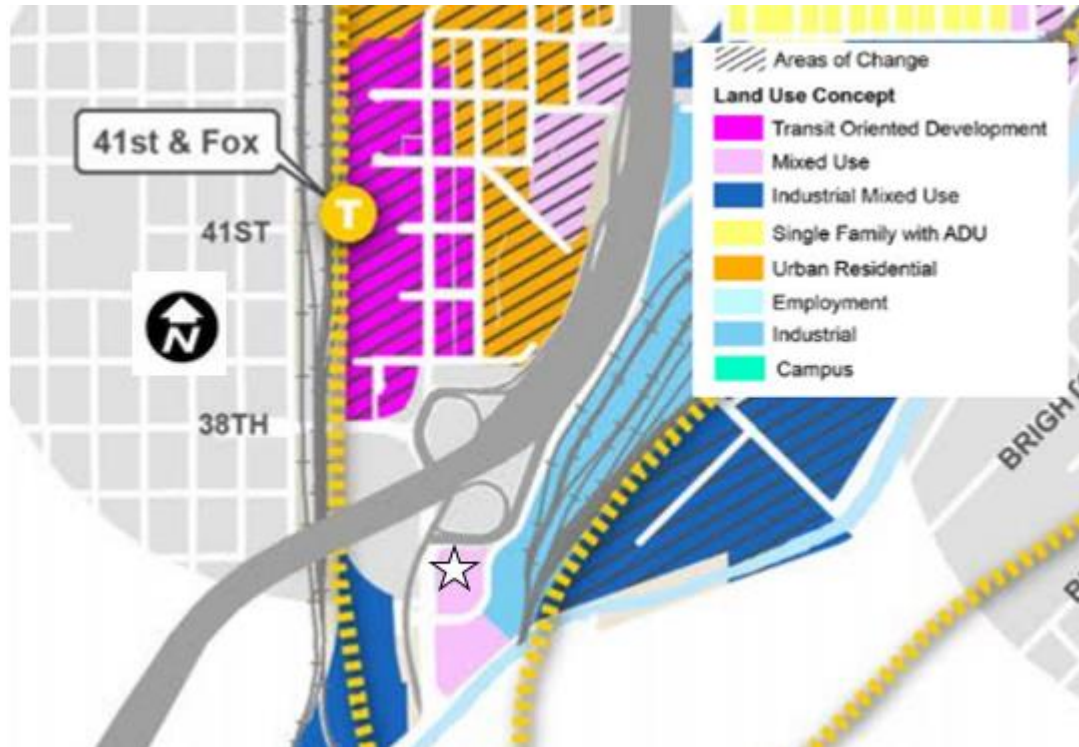 41st & Fox
T
41ST
N
38TH
Areas of Change
Land Use Concept
Transit Oriented Development
Mixed Use
Industrial Mixed Use
Single Family with ADU
Urban Residential
Employment
Industrial
Campus